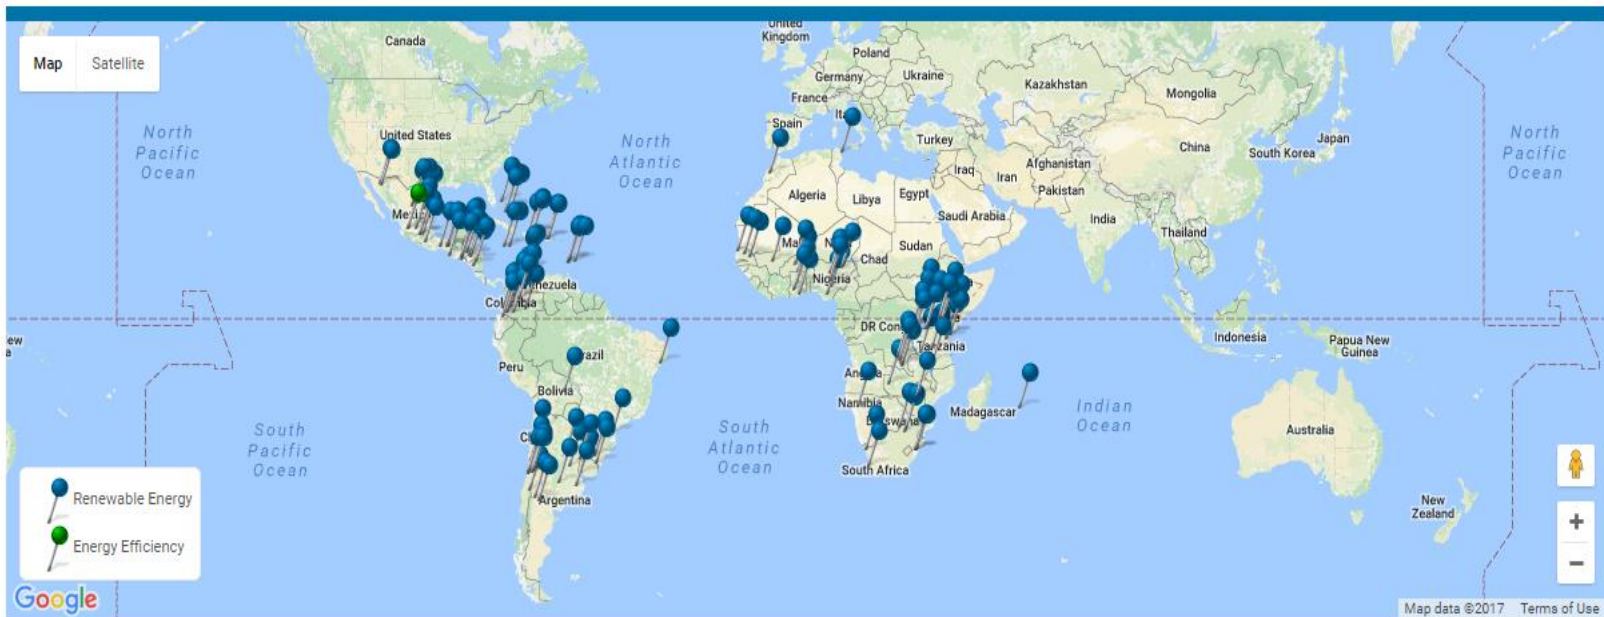 Map
Satellite
Canada
United
Kingdom
Poland
Germany
Ukraine
France
Kazakhstan
Mongolia
North
Pacific
Ocean
United States
North
Atlantic
Ocean
Spain
Turkey
Iraq
Iran
Afghanistan
Pakistan
China
South Korea
Japan
North
Pacific
Ocean
Algeria
Libya
Egypt
Saudi Arabia
India
Thailand
Sudan
Chad
Nigeria
DR Con
Tanzania
Indonesia
Papua New
Guinea
Peru
Bolivia
Namibia
Madagascar
Indian
Ocean
South
Pacific
Ocean
South
Atlantic
Ocean
South Africa
Australia
Argentina
New
Zealand
Renewable Energy
Energy Efficiency
Google
Map data ©2017
Terms of Use